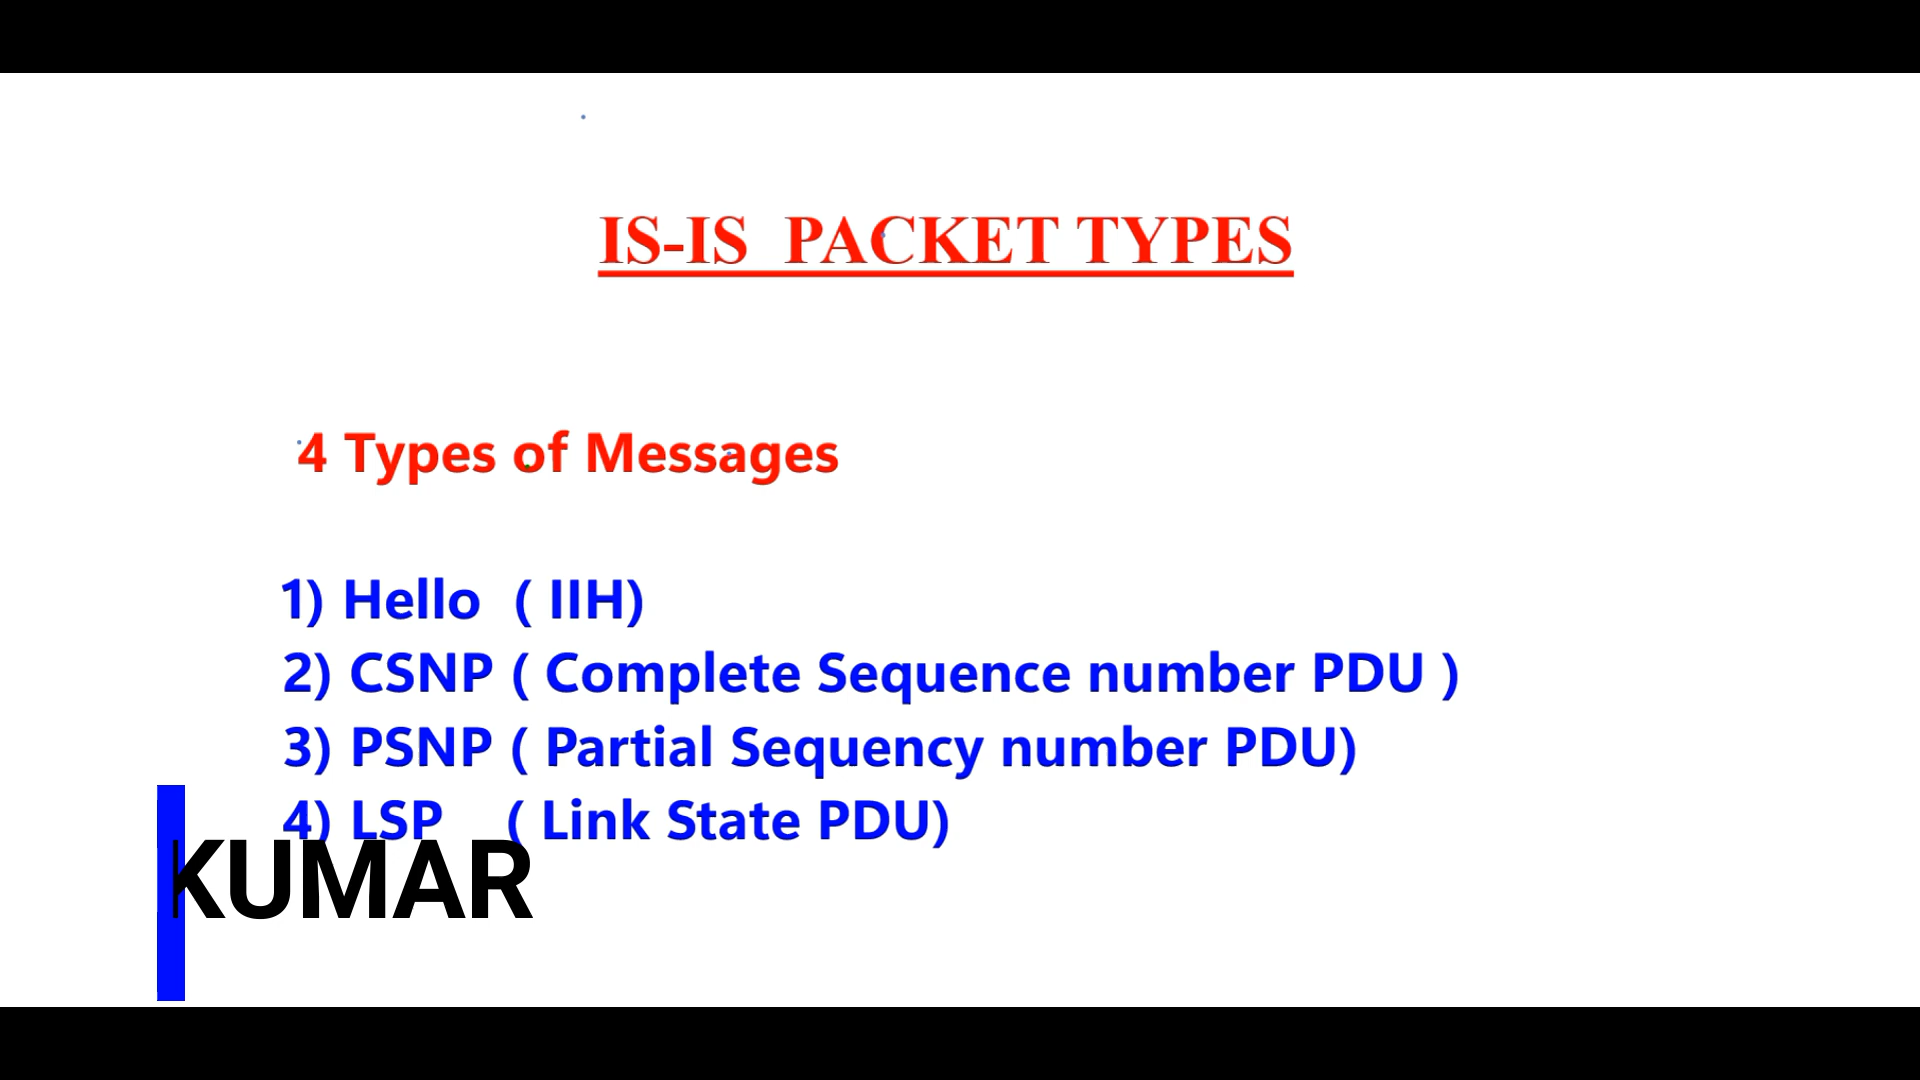 IS-IS  PACKET TYPES
4 Types of Messages
1) Hello  ( IIH)
2) CSNP ( Complete Sequence number PDU )
3) PSNP ( Partial Sequency number PDU)
4) LSP    ( Link State PDU)
KUMAR